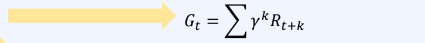 G_t = ∑ γ^k R_{t+k}